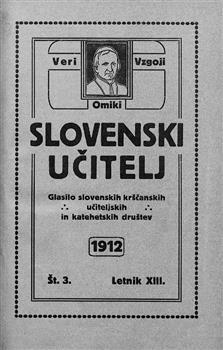 Veri Vzgoji
Omiki
SLOVENSKI
UČITELJ
Glasilo slovenskih krščanskih
∴ učiteljskih ∴
in katehetskih društev
1912
Št. 3. Letnik XIII.